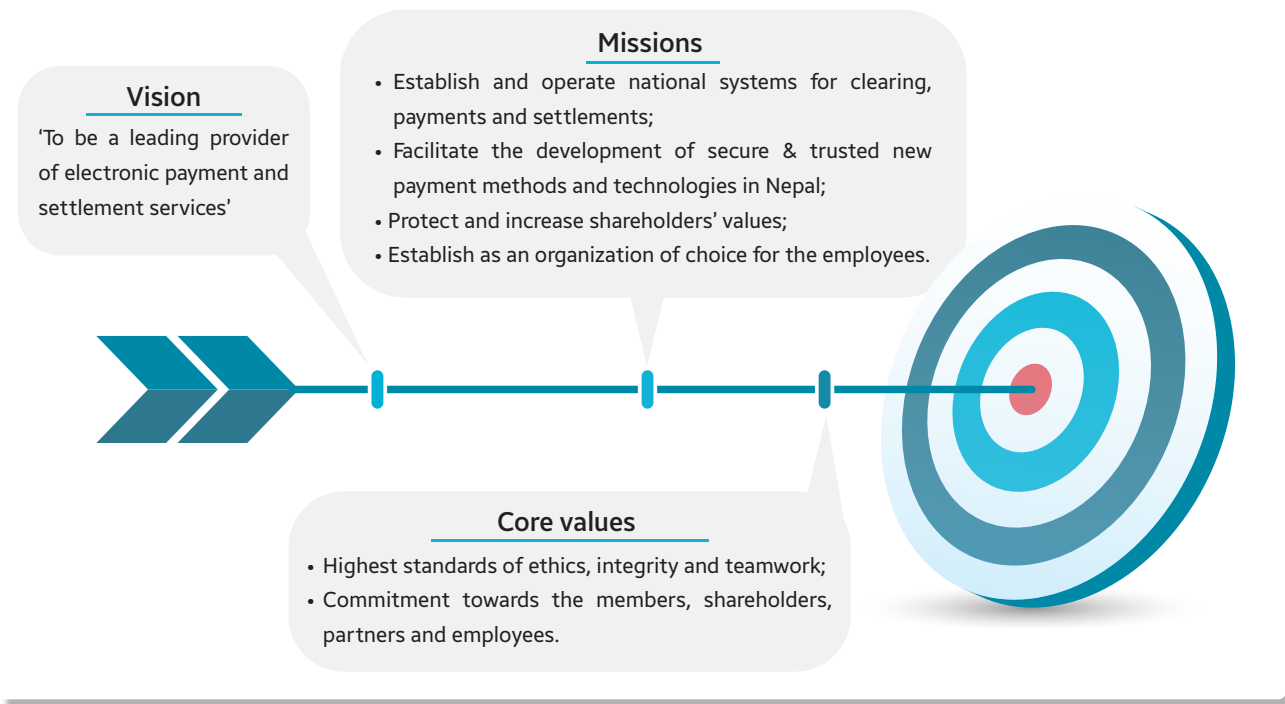 Vision
‘To be a leading provider
of electronic payment and
settlement services’
Missions
• Establish and operate national systems for clearing,
payments and settlements;
• Facilitate the development of secure & trusted new
payment methods and technologies in Nepal;
• Protect and increase shareholders’ values;
• Establish as an organization of choice for the employees.
Core values
• Highest standards of ethics, integrity and teamwork;
• Commitment towards the members, shareholders,
partners and employees.